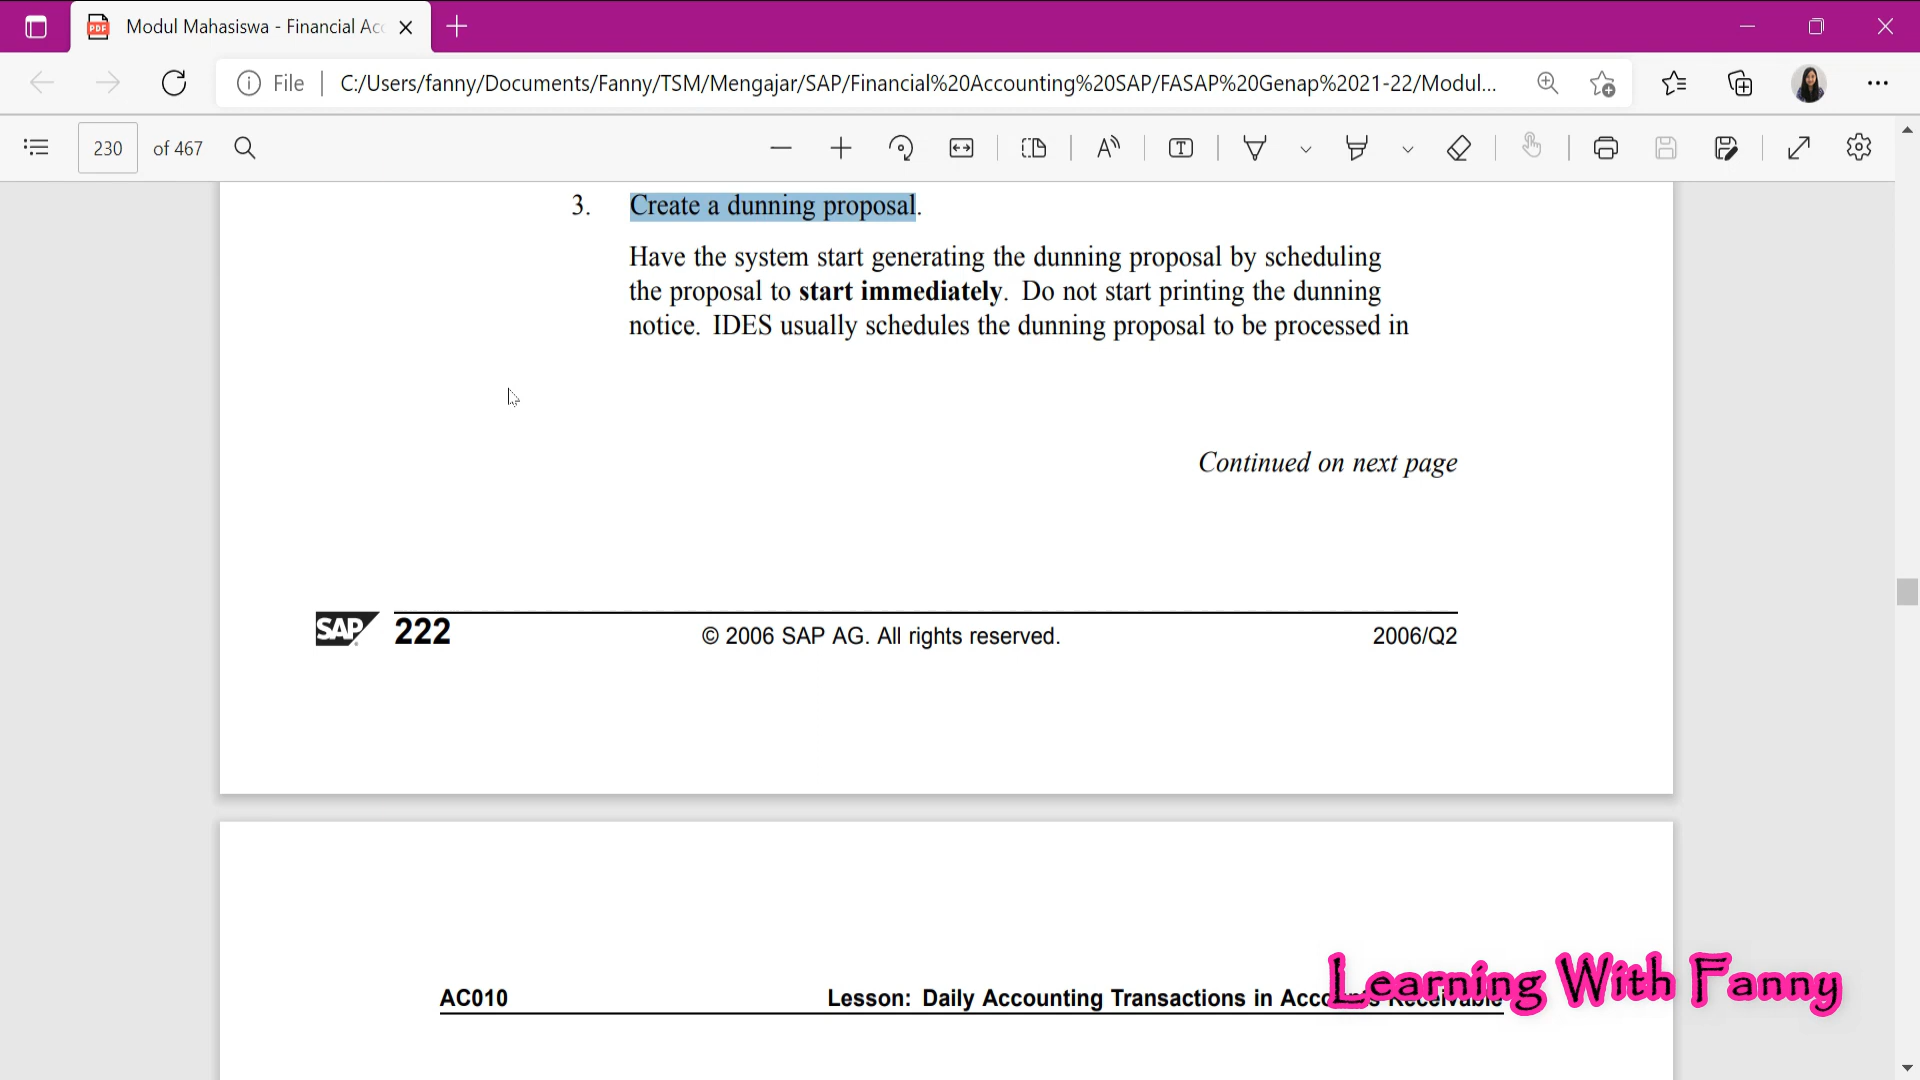 Modul Mahasiswa - Financial Acc
File
C:/Users/fanny/Documents/Fanny/TSM/Mengajar/SAP/Financial%20Accounting%20SAP/FASAP%20Genap%2021-22/Modul...
230 of 467
3. Create a dunning proposal.
Have the system start generating the dunning proposal by scheduling
the proposal to start immediately. Do not start printing the dunning
notice. IDES usually schedules the dunning proposal to be processed in
Continued on next page
SAP 222 © 2006 SAP AG. All rights reserved. 2006/Q2
AC010 Lesson: Daily Accounting Transactions in Accounts Receivable
Learning With Fanny